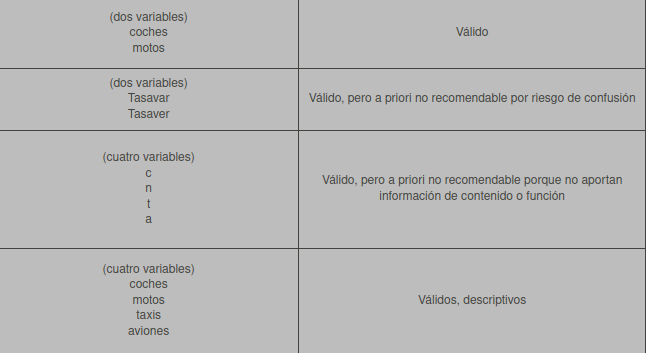 (dos variables)
coches
motos
Válido
(dos variables)
Tasavar
Tasaver
Válido, pero a priori no recomendable por riesgo de confusión
(cuatro variables)
c
n
t
a
Válido, pero a priori no recomendable porque no aportan
información de contenido o función
(cuatro variables)
coches
motos
taxis
aviones
Válidos, descriptivos